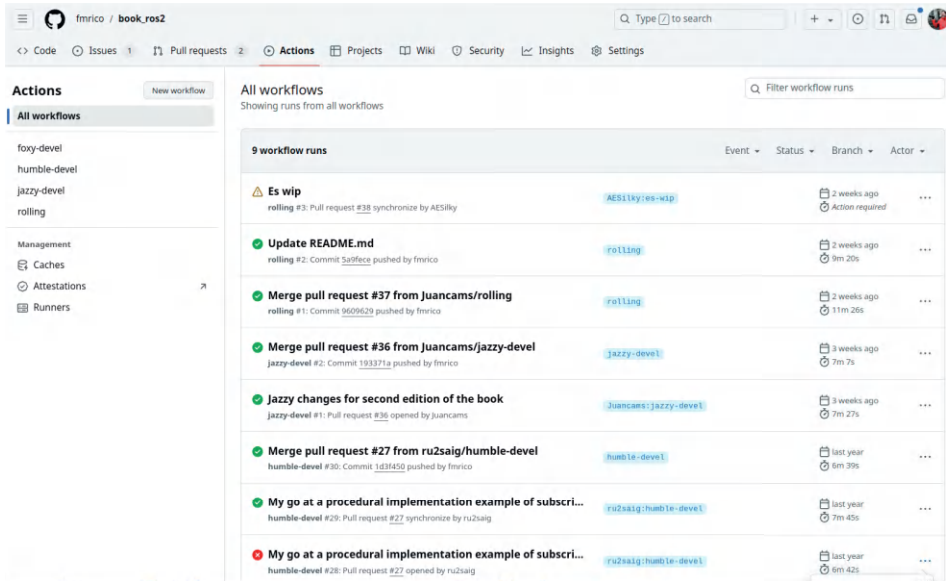 fmrico / book_ros2
Type / to search
Code
Issues 1
Pull requests 2
Actions
Projects
Wiki
Security
Insights
Settings
Actions
New workflow
All workflows
foxy-devel
humble-devel
jazzy-devel
rolling
Management
Caches
Attestations
Runners
All workflows
Showing runs from all workflows
Filter workflow runs
9 workflow runs
Event
Status
Branch
Actor
Es wip
rolling #3: Pull request #38 synchronize by AESilky
AESilky:es-wip
2 weeks ago
Action required
Update README.md
rolling #2: Commit 5a9fece pushed by fmrico
rolling
2 weeks ago
9m 20s
Merge pull request #37 from Juancams/rolling
rolling #1: Commit 9609629 pushed by fmrico
rolling
2 weeks ago
11m 26s
Merge pull request #36 from Juancams/jazzy-devel
jazzy-devel #2: Commit 193371a pushed by fmrico
jazzy-devel
3 weeks ago
7m 7s
Jazzy changes for second edition of the book
jazzy-devel #1: Pull request #36 opened by Juancams
Juancams:jazzy-devel
3 weeks ago
7m 27s
Merge pull request #27 from ru2saig/humble-devel
humble-devel #30: Commit 1d3f450 pushed by fmrico
humble-devel
last year
6m 39s
My go at a procedural implementation example of subscri...
humble-devel #29: Pull request #27 synchronize by ru2saig
ru2saig:humble-devel
last year
7m 45s
My go at a procedural implementation example of subscri...
humble-devel #28: Pull request #27 opened by ru2saig
ru2saig:humble-devel
last year
6m 42s